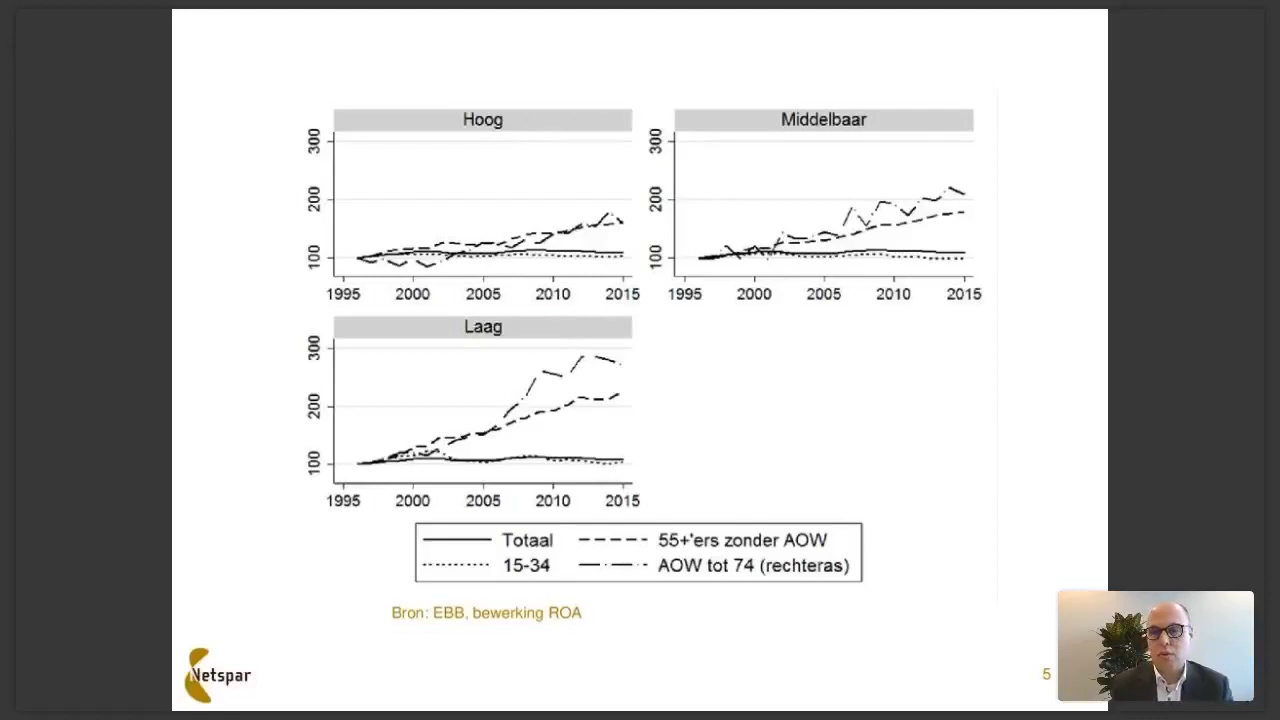 Hoog
300
200
100
1995 2000 2005 2010 2015
Middelbaar
300
200
100
1995 2000 2005 2010 2015
Laag
300
200
100
1995 2000 2005 2010 2015
Totaal 55+'ers zonder AOW
15-34 AOW tot 74 (rechteras)
Bron: EBB, bewerking ROA
Netspar
5